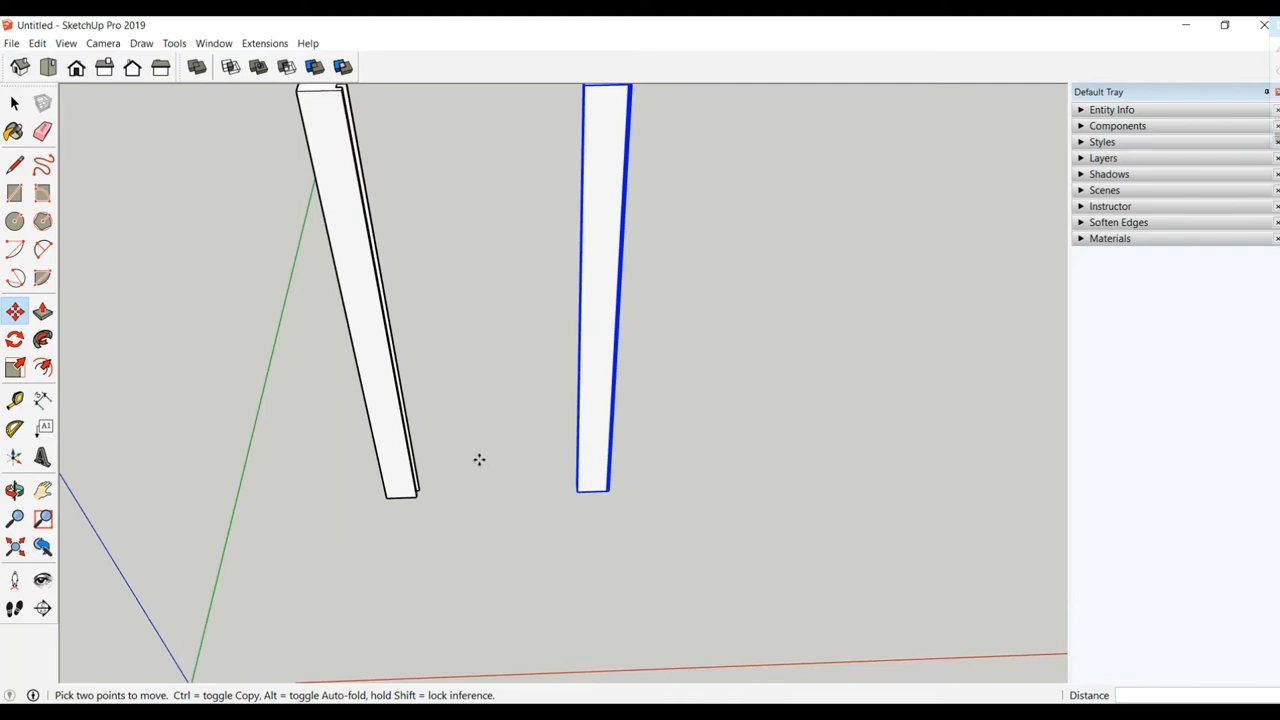 Untitled - SketchUp Pro 2019
File Edit View Camera Draw Tools Window Extensions Help
Default Tray
Entity Info
Components
Styles
Layers
Shadows
Scenes
Instructor
Soften Edges
Materials
A1
Pick two points to move. Ctrl = toggle Copy, Alt = toggle Auto-fold, hold Shift = lock inference.
Distance